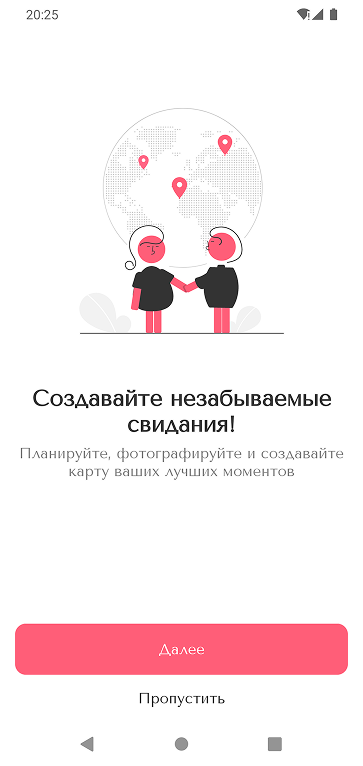 20:25
Создавайте незабываемые
свидания!
Планируйте, фотографируйте и создавайте
карту ваших лучших моментов
Далее
Пропустить